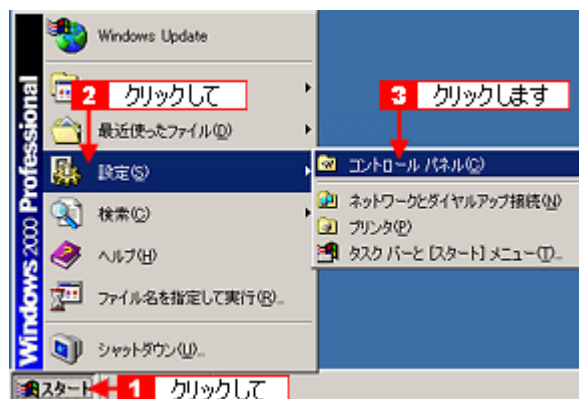 Windows 2000 Professional
Windows Update
2 クリックして
最近使ったファイル(D)
設定(S)
検索(C)
ヘルプ(H)
ファイル名を指定して実行(R)...
シャットダウン(U)...
3 クリックします
コントロール パネル(C)
ネットワークとダイヤルアップ接続(N)
プリンタ(P)
タスク バーと [スタート] メニュー(T)...
スタート
1 クリックして